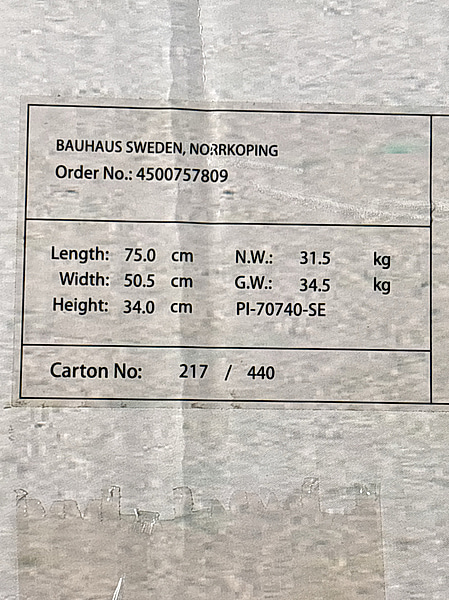 BAUHAUS SWEDEN, NORRKOPING
Order No.: 4500757809
Length: 75.0 cm N.W.: 31.5 kg
Width: 50.5 cm G.W.: 34.5 kg
Height: 34.0 cm PI-70740-SE
Carton No: 217 / 440